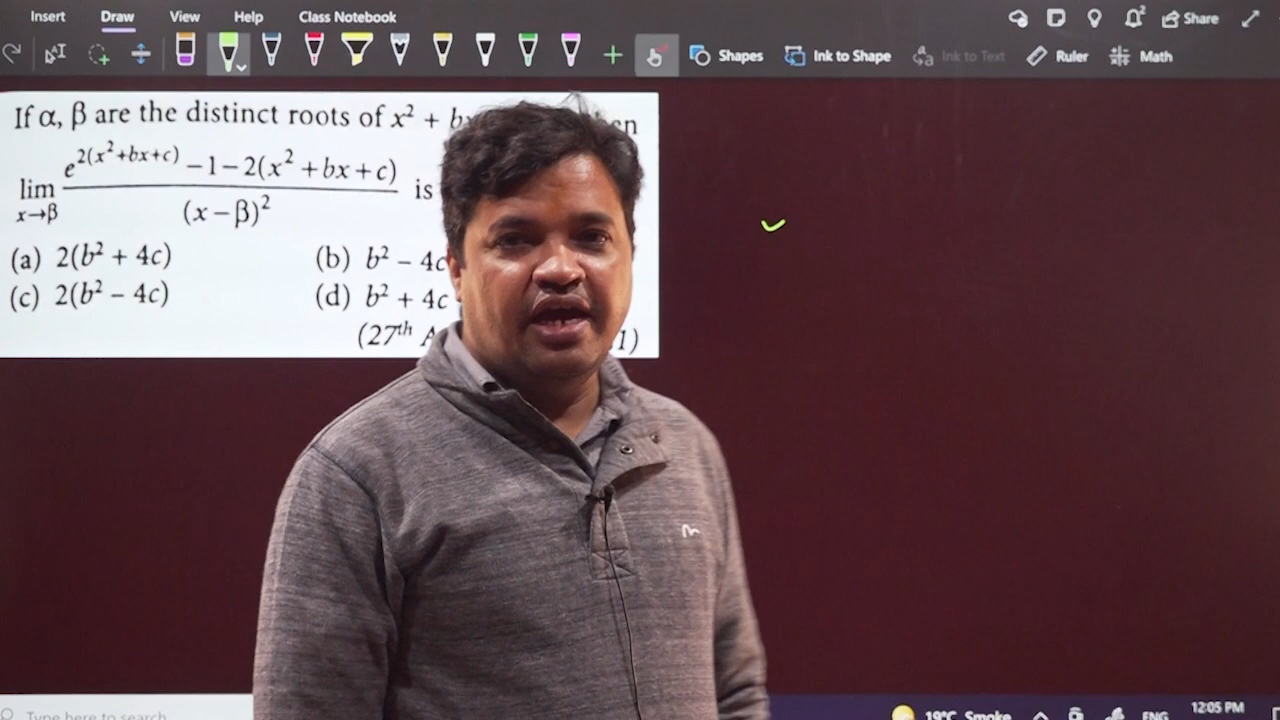 Insert Draw View Help Class Notebook
Share
Shapes Ink to Shape Ink to Text Ruler Math
If α, β are the distinct roots of x² +
lim x→β e^{2(x²+bx+c)} −1−2(x² +bx+c) / (x−β)² is
(a) 2(b² + 4c) (b) b² − 4c
(c) 2(b² − 4c) (d) b² + 4c
(27th 1)
Type here to search 19°C Smoke ENG 12:05 PM